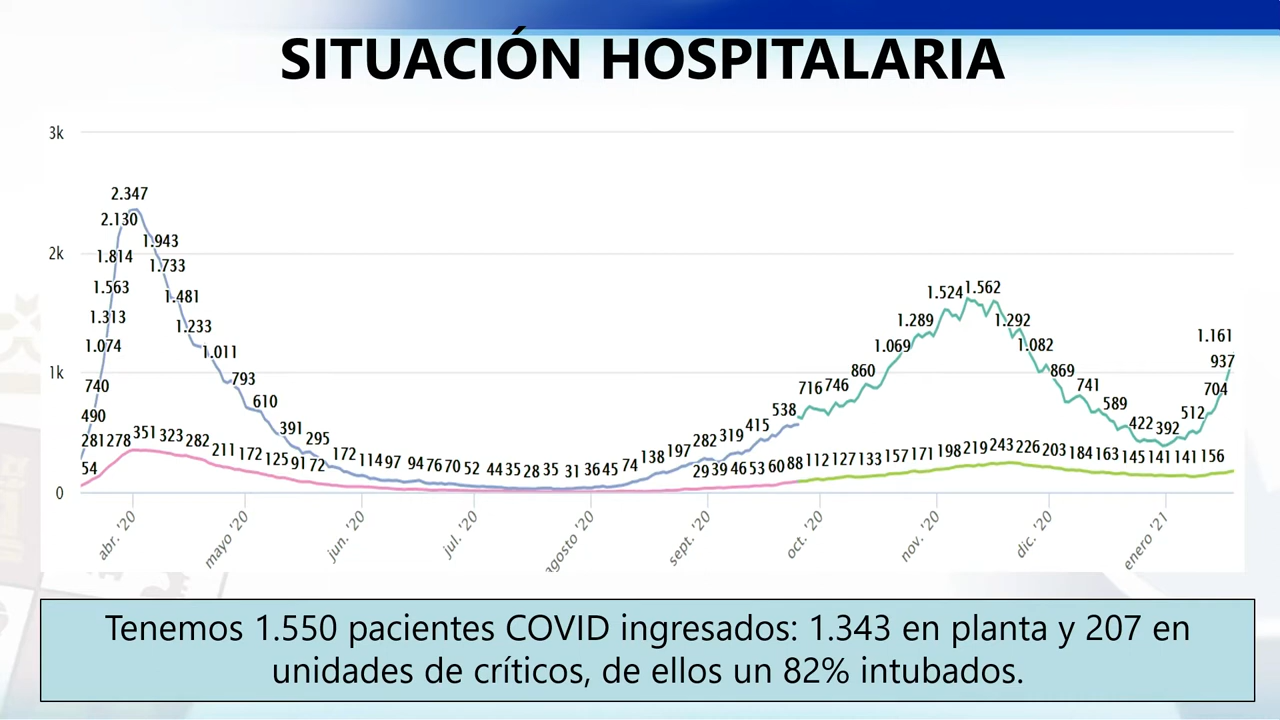 SITUACIÓN HOSPITALARIA
3k
2k
1k
0
2.347
2.130
1.943
1.814
1.733
1.563
1.481
1.313
1.233
1.074
1.011
740
793
490
610
391
281 278 351 323 282 295
54
211 172 125 91 72 172 114 97 94 76 70 52 44 35 28 35 31 36 45 74 138 197 282 319 415 538
29 39 46 53 60 88 112 127 133 157 171 198 219 243 226 203 184 163 145 141 141 156
716 746 860 1.069 1.289 1.524 1.562 1.292 1.082 869 741 589 422 392 512 704 937 1.161
abr. '20 mayo '20 jun. '20 jul. '20 agosto '20 sept. '20 oct. '20 nov. '20 dic. '20 enero '21
Tenemos 1.550 pacientes COVID ingresados: 1.343 en planta y 207 en
unidades de críticos, de ellos un 82% intubados.